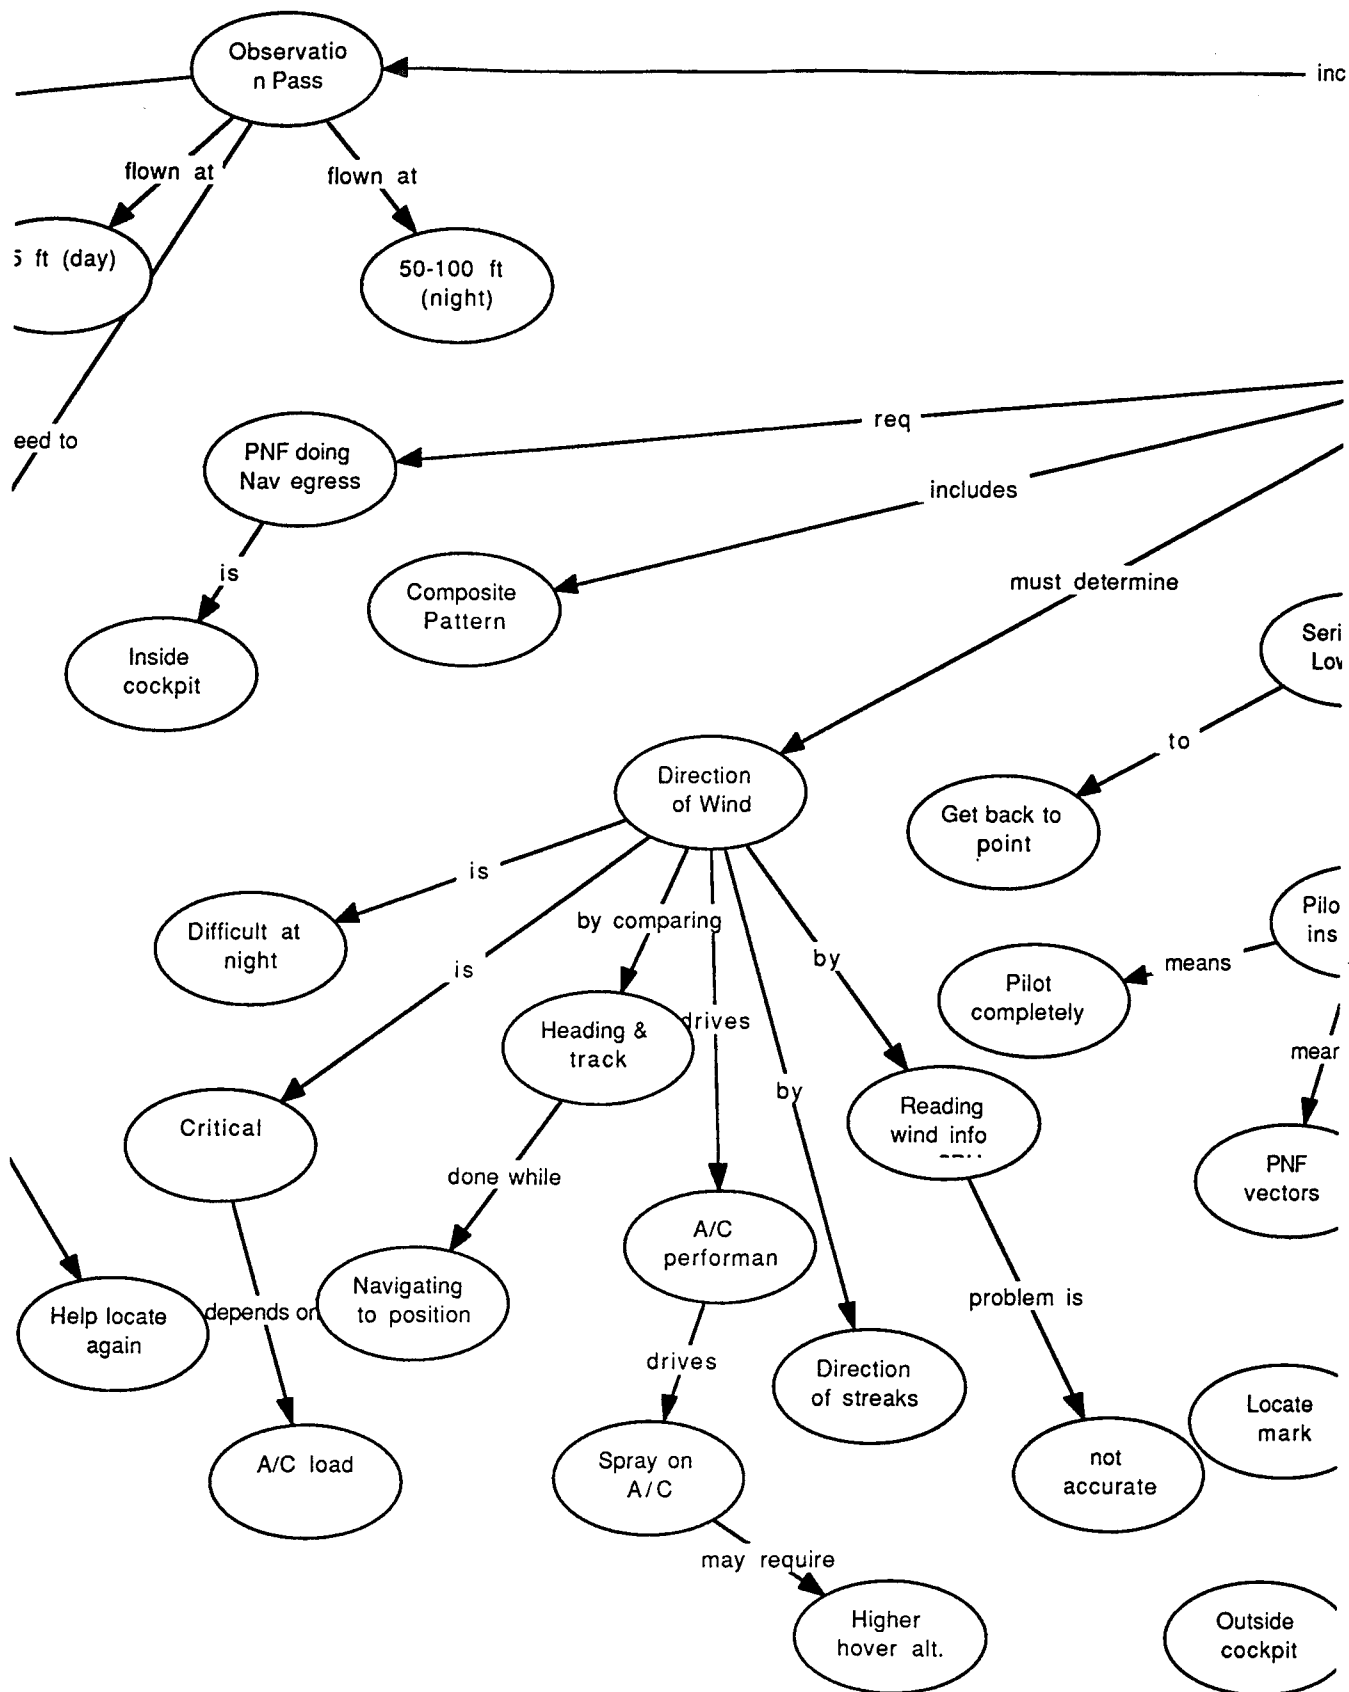 Observatio
n Pass
inc
flown at
flown at
5 ft (day)
50-100 ft
(night)
req
eed to
PNF doing
Nav egress
includes
is
must determine
Composite
Pattern
Inside
cockpit
Seri
Lov
to
Direction
of Wind
Get back to
point
is
by comparing
Pilo
ins
Difficult at
night
by
means
is
Pilot
completely
drives
Heading &
track
mear
by
Reading
wind info
Critical
PNF
vectors
done while
A/C
performan
Navigating
to position
problem is
Help locate
again
depends on
drives
Direction
of streaks
Locate
mark
A/C load
Spray on
A/C
not
accurate
may require
Higher
hover alt.
Outside
cockpit